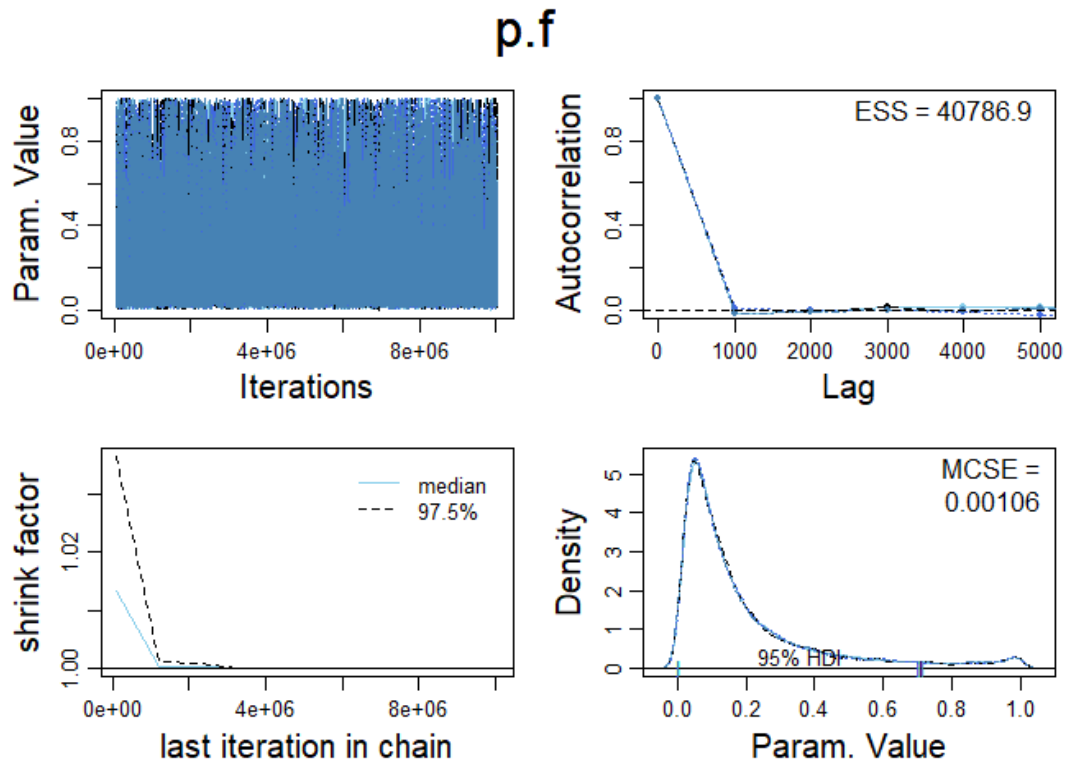 p.f
Param. Value
0.0
0.4
0.8
0e+00
4e+06
8e+06
Iterations
Autocorrelation
0.0
0.4
0.8
ESS = 40786.9
0
1000
2000
3000
4000
5000
Lag
shrink factor
1.00
1.02
median
97.5%
0e+00
4e+06
8e+06
last iteration in chain
Density
0
1
2
3
4
5
MCSE =
0.00106
95% HDI
0.0
0.2
0.4
0.6
0.8
1.0
Param. Value